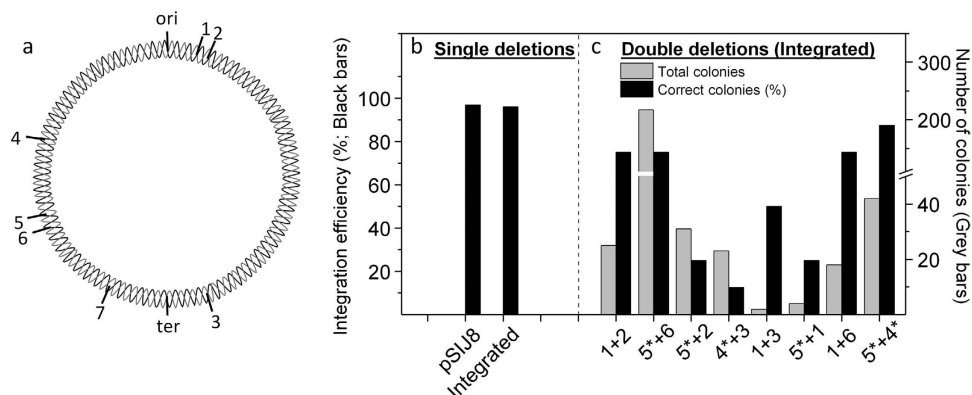 a
ori
1
2
4
5
6
7
ter
3
b
Single deletions
Integration efficiency (%; Black bars)
100
80
60
40
20
pSIJ8
Integrated
c
Double deletions (Integrated)
Total colonies
Correct colonies (%)
300
200
40
20
Number of colonies (Grey bars)
1+2
5*+6
5*+2
4*+3
1+3
5*+1
1+6
5*+4*